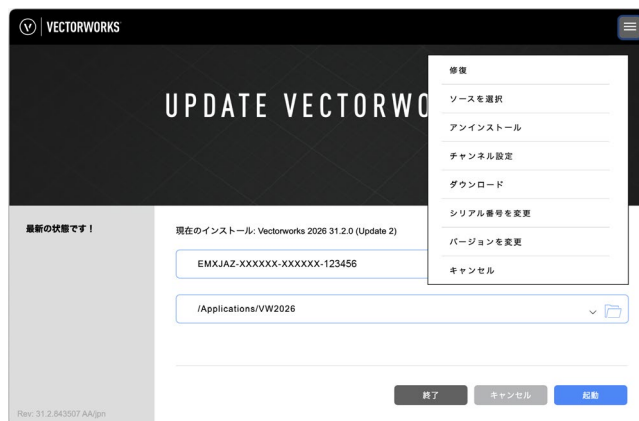 VECTORWORKS
UPDATE VECTORWO
修復
ソースを選択
アンインストール
チャンネル設定
ダウンロード
シリアル番号を変更
バージョンを変更
キャンセル
最新の状態です！
現在のインストール: Vectorworks 2026 31.2.0 (Update 2)
EMXJAZ-XXXXXX-XXXXXX-123456
/Applications/VW2026
終了
キャンセル
起動
Rev: 31.2.843507 AA/jpn